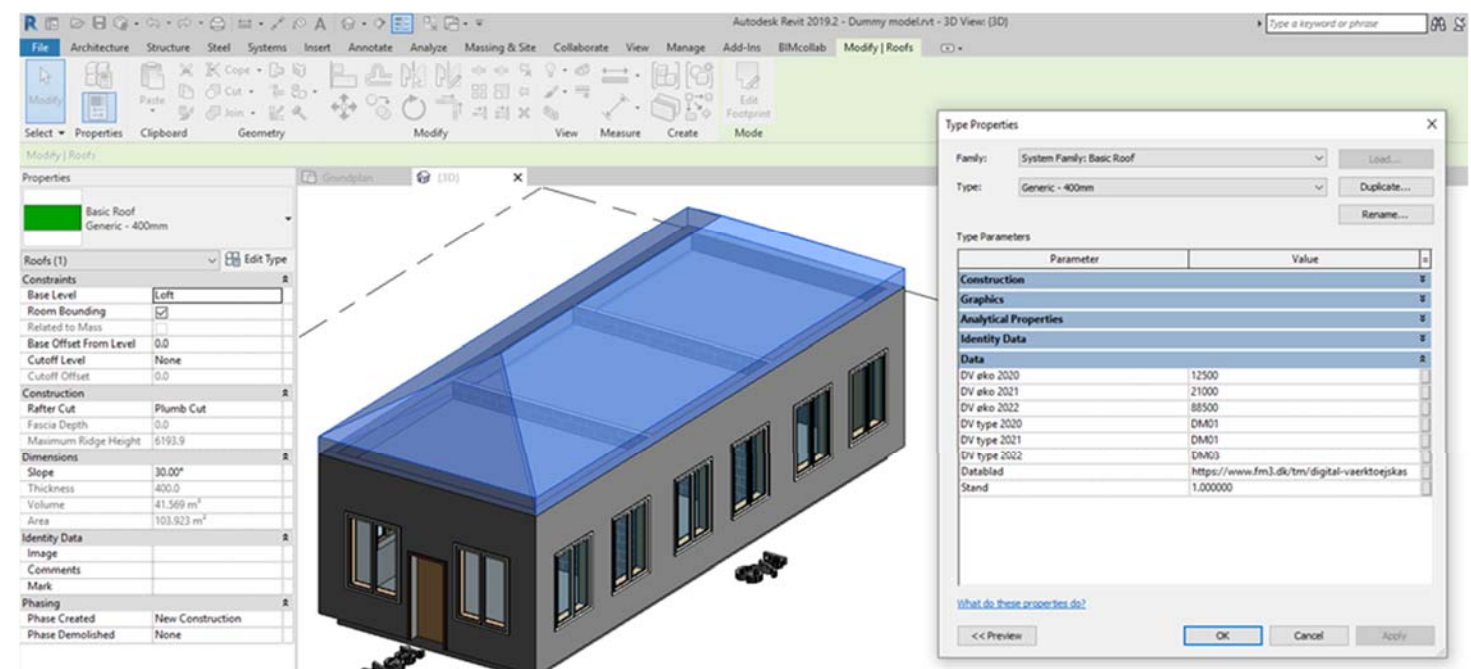 Autodesk Revit 2019.2 - Dummy model.rvt - 3D View: {3D}
Type a keyword or phrase
File Architecture Structure Steel Systems Insert Annotate Analyze Massing & Site Collaborate View Manage Add-Ins BIMcollab Modify | Roofs
Modify
Paste
Cope
Cut
Join
Edit
Footprint
Select Properties Clipboard Geometry Modify View Measure Create Mode
Modify | Roofs
Properties
Grundplan
{3D}
Basic Roof
Generic - 400mm
Roofs (1) Edit Type
Constraints
Base Level Loft
Room Bounding
Related to Mass
Base Offset From Level 0.0
Cutoff Level None
Cutoff Offset 0.0
Construction
Rafter Cut Plumb Cut
Fascia Depth 0.0
Maximum Ridge Height 6193.9
Dimensions
Slope 30.00°
Thickness 400.0
Volume 41.569 m³
Area 103.923 m²
Identity Data
Image
Comments
Mark
Phasing
Phase Created New Construction
Phase Demolished None
Type Properties
Family: System Family: Basic Roof Load...
Type: Generic - 400mm Duplicate...
Rename...
Type Parameters
Parameter Value
Construction
Graphics
Analytical Properties
Identity Data
Data
DV øko 2020 12500
DV øko 2021 21000
DV øko 2022 88500
DV type 2020 DM01
DV type 2021 DM01
DV type 2022 DM03
Datablad https://www.fm3.dk/tm/digital-vaerktoejskas
Stand 1.000000
What do these properties do?
<< Preview OK Cancel Apply